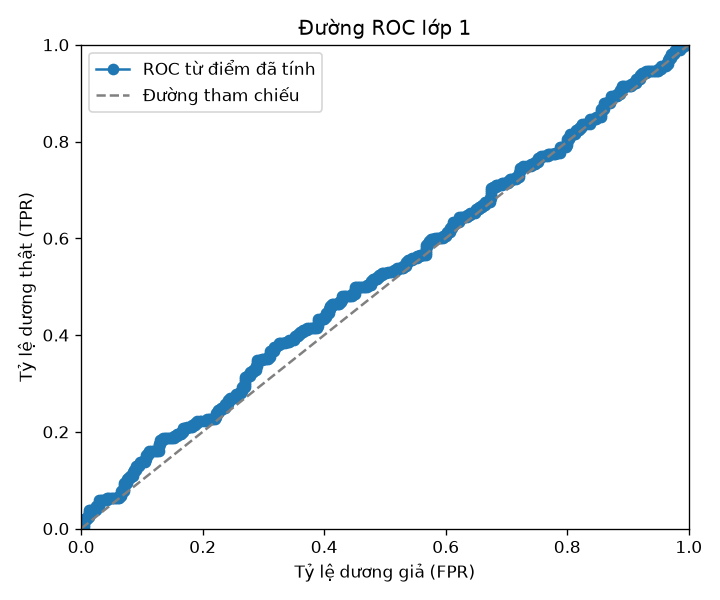 Đường ROC lớp 1
ROC từ điểm đã tính
Đường tham chiếu
Tỷ lệ dương thật (TPR)
1.0
0.8
0.6
0.4
0.2
0.0
0.0 0.2 0.4 0.6 0.8 1.0
Tỷ lệ dương giả (FPR)